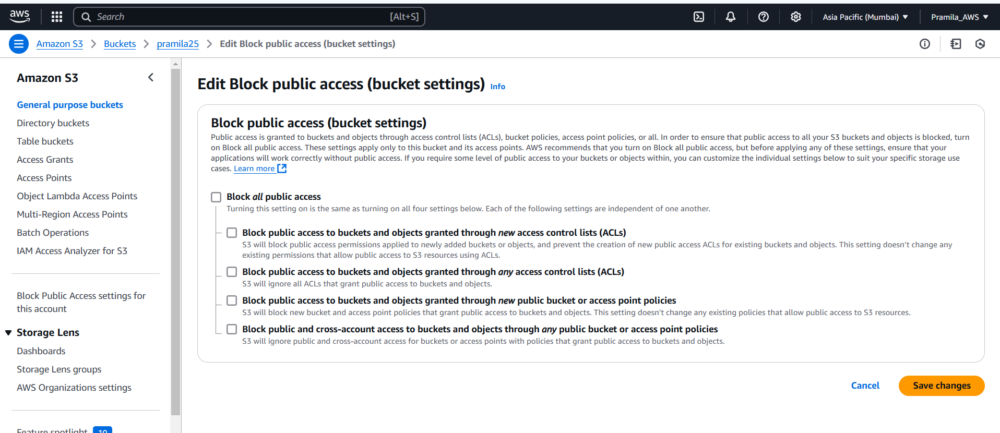 aws
Search
[Alt+S]
Asia Pacific (Mumbai)
Pramila_AWS
Amazon S3
Buckets
pramila25
Edit Block public access (bucket settings)
Amazon S3
General purpose buckets
Directory buckets
Table buckets
Access Grants
Access Points
Object Lambda Access Points
Multi-Region Access Points
Batch Operations
IAM Access Analyzer for S3
Block Public Access settings for
this account
Storage Lens
Dashboards
Storage Lens groups
AWS Organizations settings
Feature spotlight 10
Edit Block public access (bucket settings) Info
Block public access (bucket settings)
Public access is granted to buckets and objects through access control lists (ACLs), bucket policies, access point policies, or all. In order to ensure that public access to all your S3 buckets and objects is blocked, turn
on Block all public access. These settings apply only to this bucket and its access points. AWS recommends that you turn on Block all public access, but before applying any of these settings, ensure that your
applications will work correctly without public access. If you require some level of public access to your buckets or objects within, you can customize the individual settings below to suit your specific storage use
cases. Learn more
Block all public access
Turning this setting on is the same as turning on all four settings below. Each of the following settings are independent of one another.
Block public access to buckets and objects granted through new access control lists (ACLs)
S3 will block public access permissions applied to newly added buckets or objects, and prevent the creation of new public access ACLs for existing buckets and objects. This setting doesn't change any
existing permissions that allow public access to S3 resources using ACLs.
Block public access to buckets and objects granted through any access control lists (ACLs)
S3 will ignore all ACLs that grant public access to buckets and objects.
Block public access to buckets and objects granted through new public bucket or access point policies
S3 will block new bucket and access point policies that grant public access to buckets and objects. This setting doesn't change any existing policies that allow public access to S3 resources.
Block public and cross-account access to buckets and objects through any public bucket or access point policies
S3 will ignore public and cross-account access for buckets or access points with policies that grant public access to buckets and objects.
Cancel
Save changes